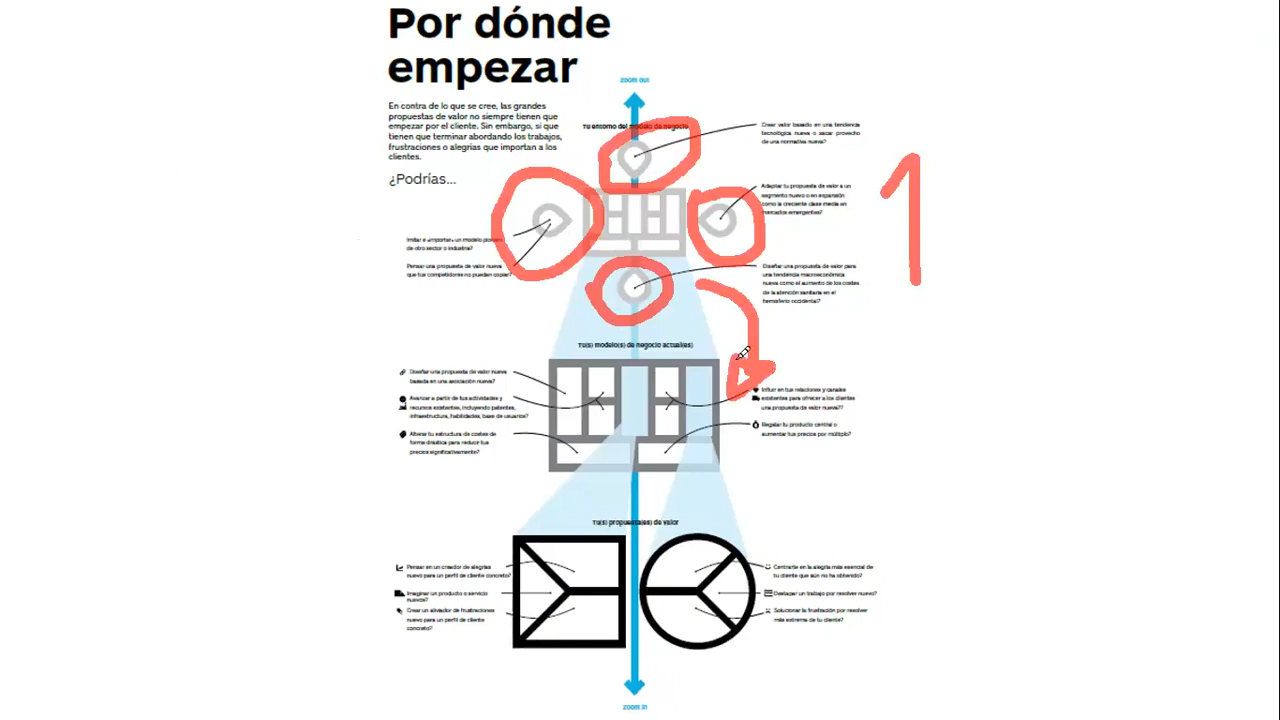 Por dónde
empezar
En contra de lo que se cree, las grandes
propuestas de valor no siempre tienen que
empezar por el cliente. Sin embargo, sí que
tienen que terminar abordando los trabajos,
frustraciones o alegrías que importan a los
clientes.
¿Podrías...
ZOOM OUT
Tu entorno del modelo de negocio
Crear valor basado en una tendencia
tecnológica nueva o sacar provecho
de una normativa nueva?
Adaptar tu propuesta de valor a un
segmento nuevo o en expansión
como la creciente clase media en
mercados emergentes?
1
Imitar e «importar» un modelo pionero
de otro sector o industria?
Pensar una propuesta de valor nueva
que tus competidores no puedan copiar?
Diseñar una propuesta de valor para
una tendencia macroeconómica
nueva como el aumento de los costes
de la atención sanitaria en el
hemisferio occidental?
Tu(s) modelo(s) de negocio actual(es)
Diseñar una propuesta de valor nueva
basada en una asociación nueva?
Avanzar a partir de tus actividades y
recursos existentes, incluyendo patentes,
infraestructura, habilidades, base de usuarios?
Alterar tu estructura de costes de
forma drástica para reducir tus
precios significativamente?
Influir en tus relaciones y canales
existentes para ofrecer a los clientes
una propuesta de valor nueva??
Regalar tu producto central o
aumentar tus precios por múltiplo?
Tu(s) propuesta(es) de valor
Pensar en un creador de alegrías
nuevo para un perfil de cliente concreto?
Imaginar un producto o servicio
nuevos?
Crear un aliviador de frustraciones
nuevo para un perfil de cliente
concreto?
Centrarte en la alegría más esencial de
tu cliente que aún no ha obtenido?
Destapar un trabajo por resolver nuevo?
Solucionar la frustración por resolver
más extrema de tu cliente?
ZOOM IN